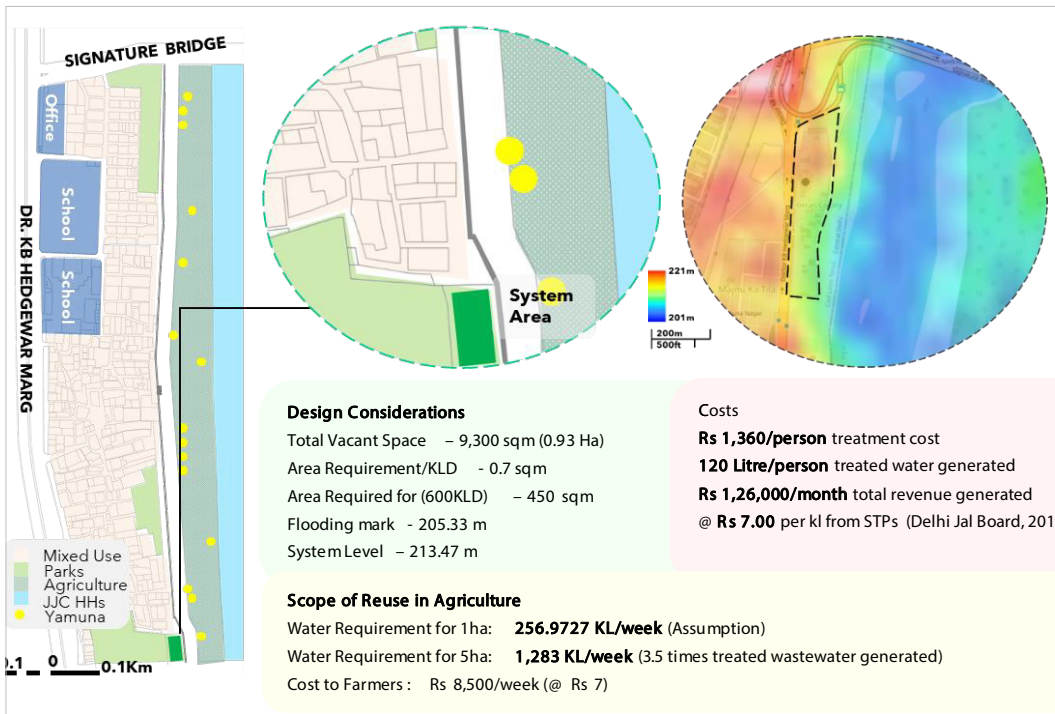 SIGNATURE BRIDGE
Office
School
School
DR. KB HEDGEWAR MARG
Mixed Use
Parks
Agriculture
JJC HHs
Yamuna
0.1 0 0.1Km
System
Area
221m
201m
200m
500ft
Majnu Ka Tila
Design Considerations
Total Vacant Space – 9,300 sqm (0.93 Ha)
Area Requirement/KLD - 0.7 sqm
Area Required for (600KLD) – 450 sqm
Flooding mark - 205.33 m
System Level – 213.47 m
Costs
Rs 1,360/person treatment cost
120 Litre/person treated water generated
Rs 1,26,000/month total revenue generated
@ Rs 7.00 per kl from STPs (Delhi Jal Board, 201
Scope of Reuse in Agriculture
Water Requirement for 1ha: 256.9727 KL/week (Assumption)
Water Requirement for 5ha: 1,283 KL/week (3.5 times treated wastewater generated)
Cost to Farmers : Rs 8,500/week (@ Rs 7)